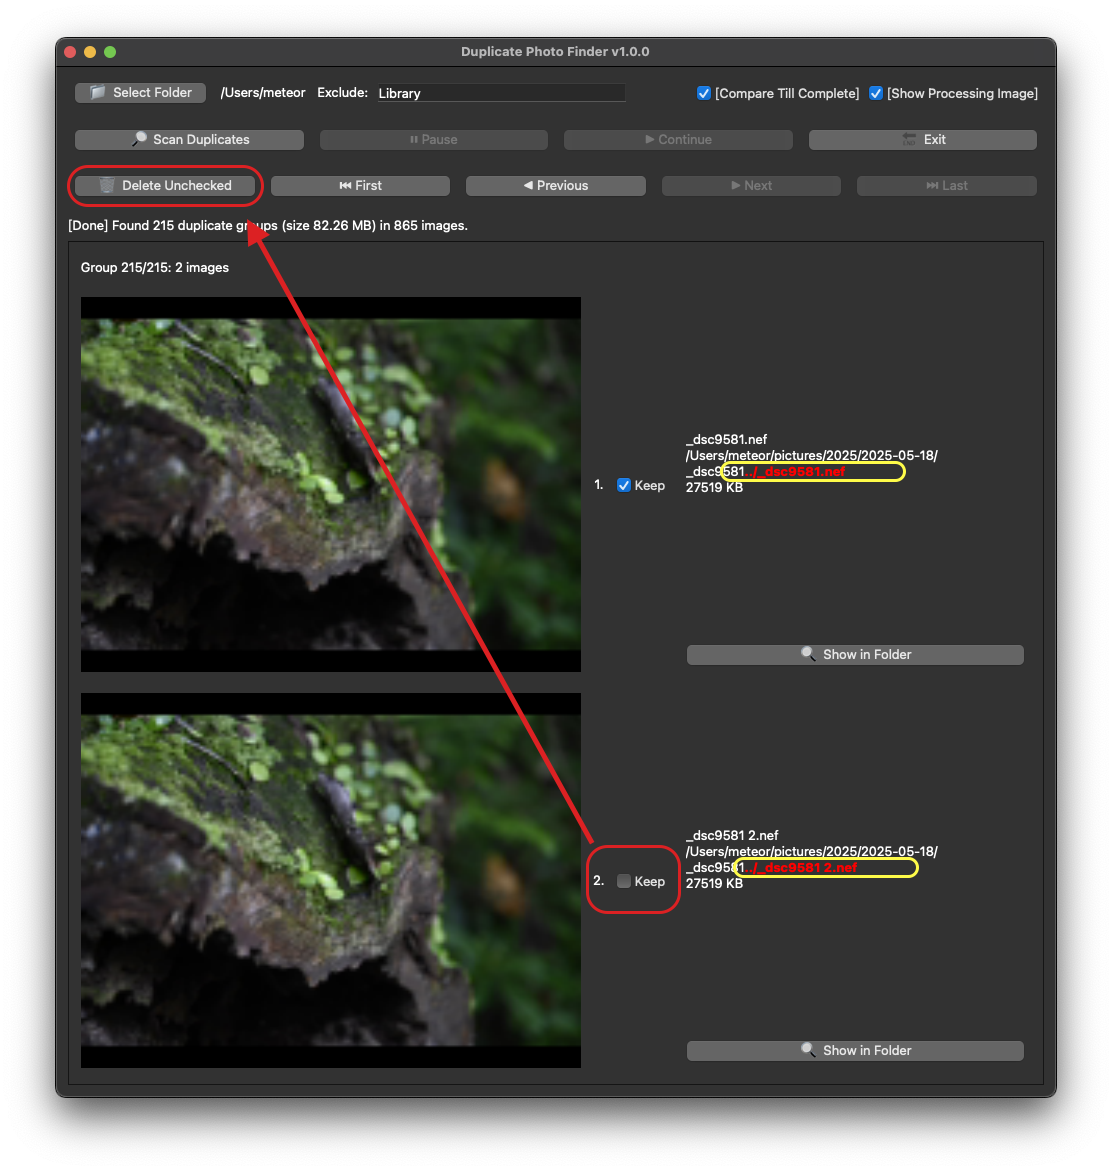 Duplicate Photo Finder v1.0.0
Select Folder /Users/meteor Exclude: Library [Compare Till Complete] [Show Processing Image]
Scan Duplicates Pause Continue Exit
Delete Unchecked First Previous Next Last
[Done] Found 215 duplicate groups (size 82.26 MB) in 865 images.
Group 215/215: 2 images
_dsc9581.nef
/Users/meteor/pictures/2025/2025-05-18/
_dsc9581../_dsc9581.nef
1. Keep
27519 KB
Show in Folder
_dsc9581 2.nef
/Users/meteor/pictures/2025/2025-05-18/
_dsc9581../_dsc9581 2.nef
2. Keep
27519 KB
Show in Folder